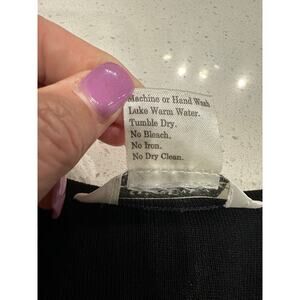 Machine or Hand Wash
Luke Warm Water.
Tumble Dry.
No Bleach.
No Iron.
No Dry Clean.